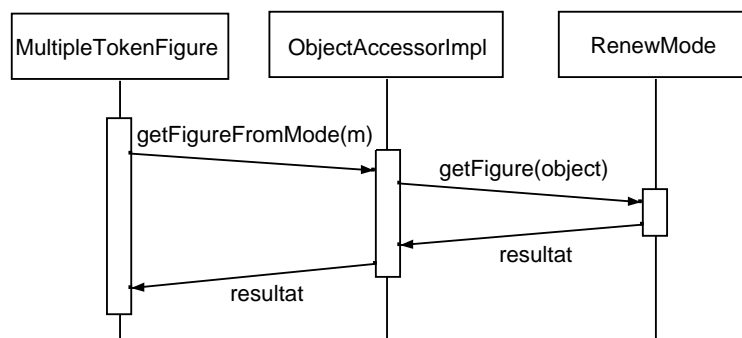 MultipleTokenFigure
ObjectAccessorImpl
RenewMode
getFigureFromMode(m)
getFigure(object)
resultat
resultat